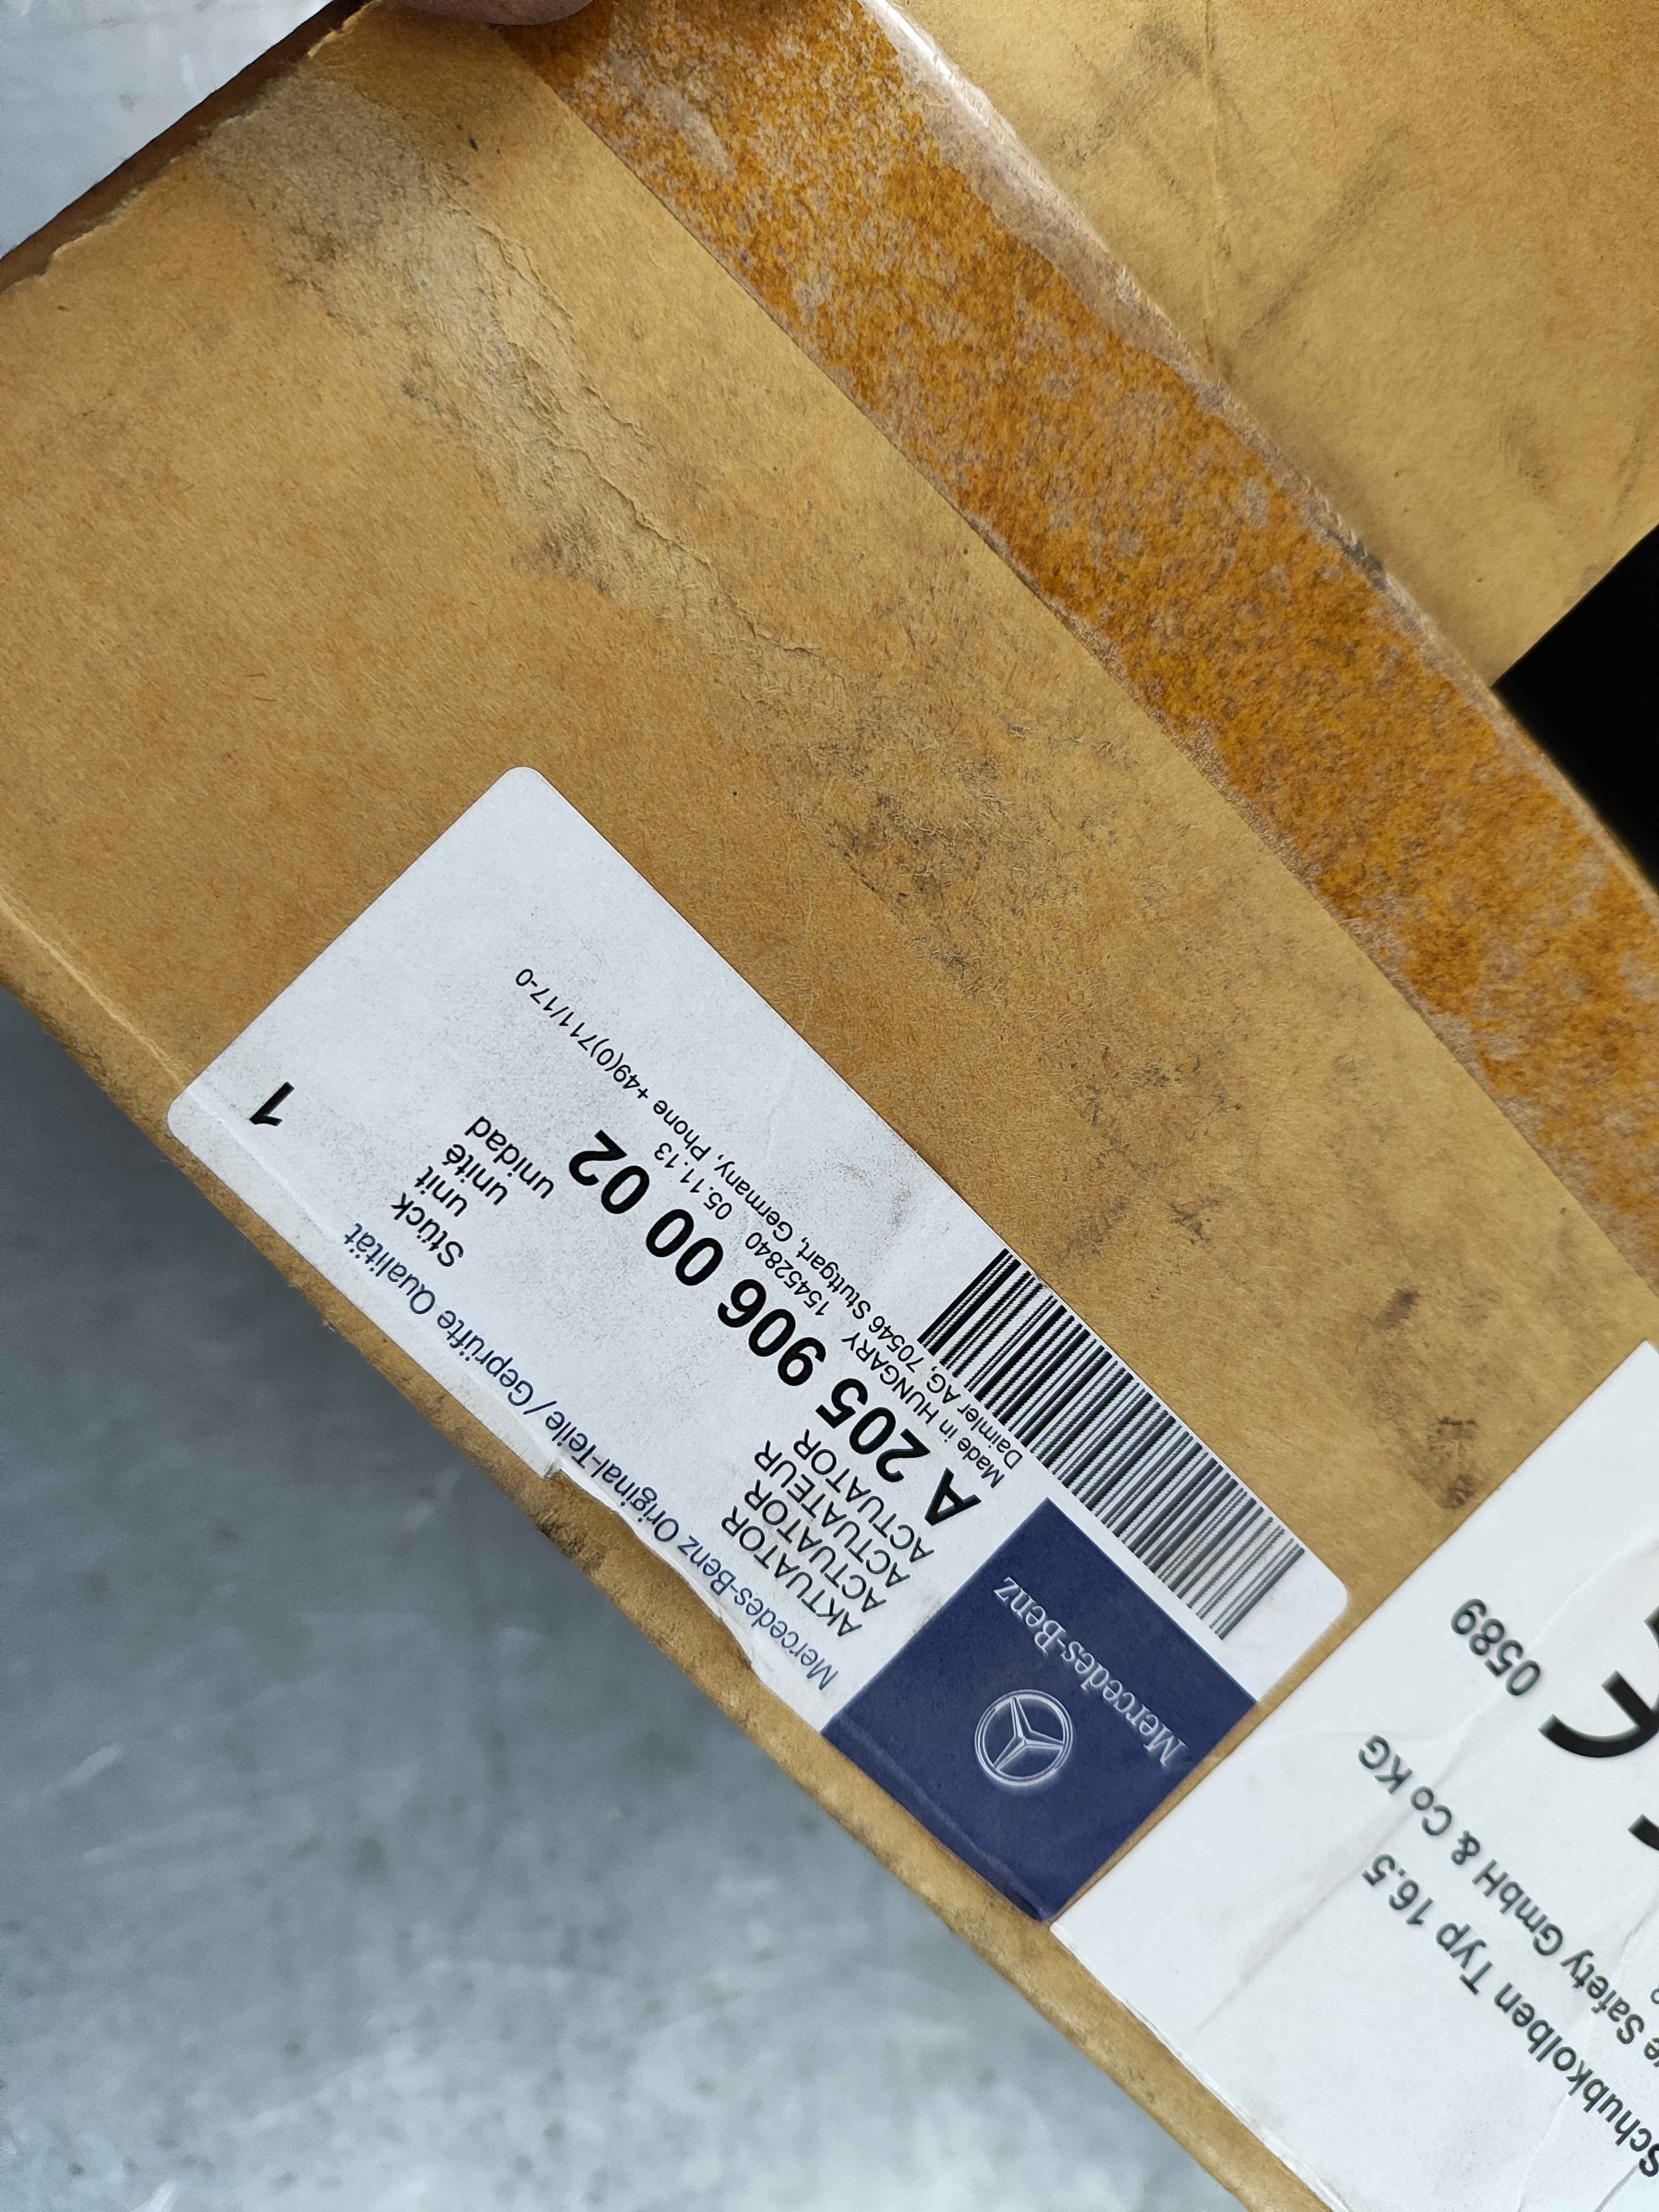 Mercedes-Benz Original-Teile / Geprüfte Qualität
AKTUATOR
ACTUATOR
ACTUATEUR
ACTUATOR
Stück
unit
unité
unidad
1
A 205 906 00 02
Made in HUNGARY 15452840 05.11.13
Daimler AG, 70546 Stuttgart, Germany, Phone +49(0)711/17-0
Mercedes-Benz
Schubkolben Typ 16.5
Safety GmbH & Co KG
0589